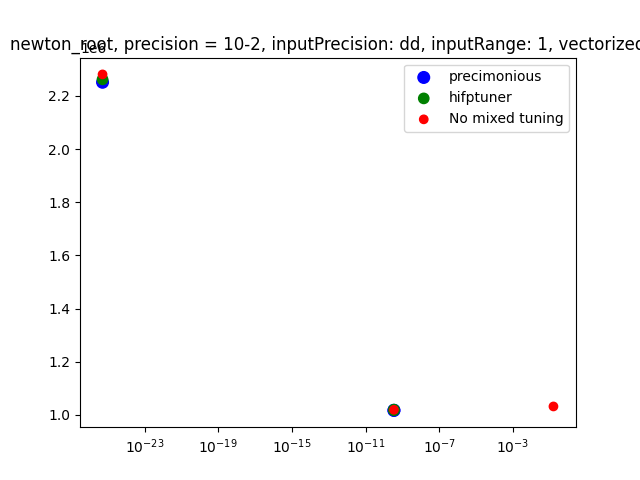 newton_root, precision = 10-2, inputPrecision: dd, inputRange: 1, vectorized
1e6
precimonious
hifptuner
No mixed tuning
2.2
2.0
1.8
1.6
1.4
1.2
1.0
10⁻²³ 10⁻¹⁹ 10⁻¹⁵ 10⁻¹¹ 10⁻⁷ 10⁻³